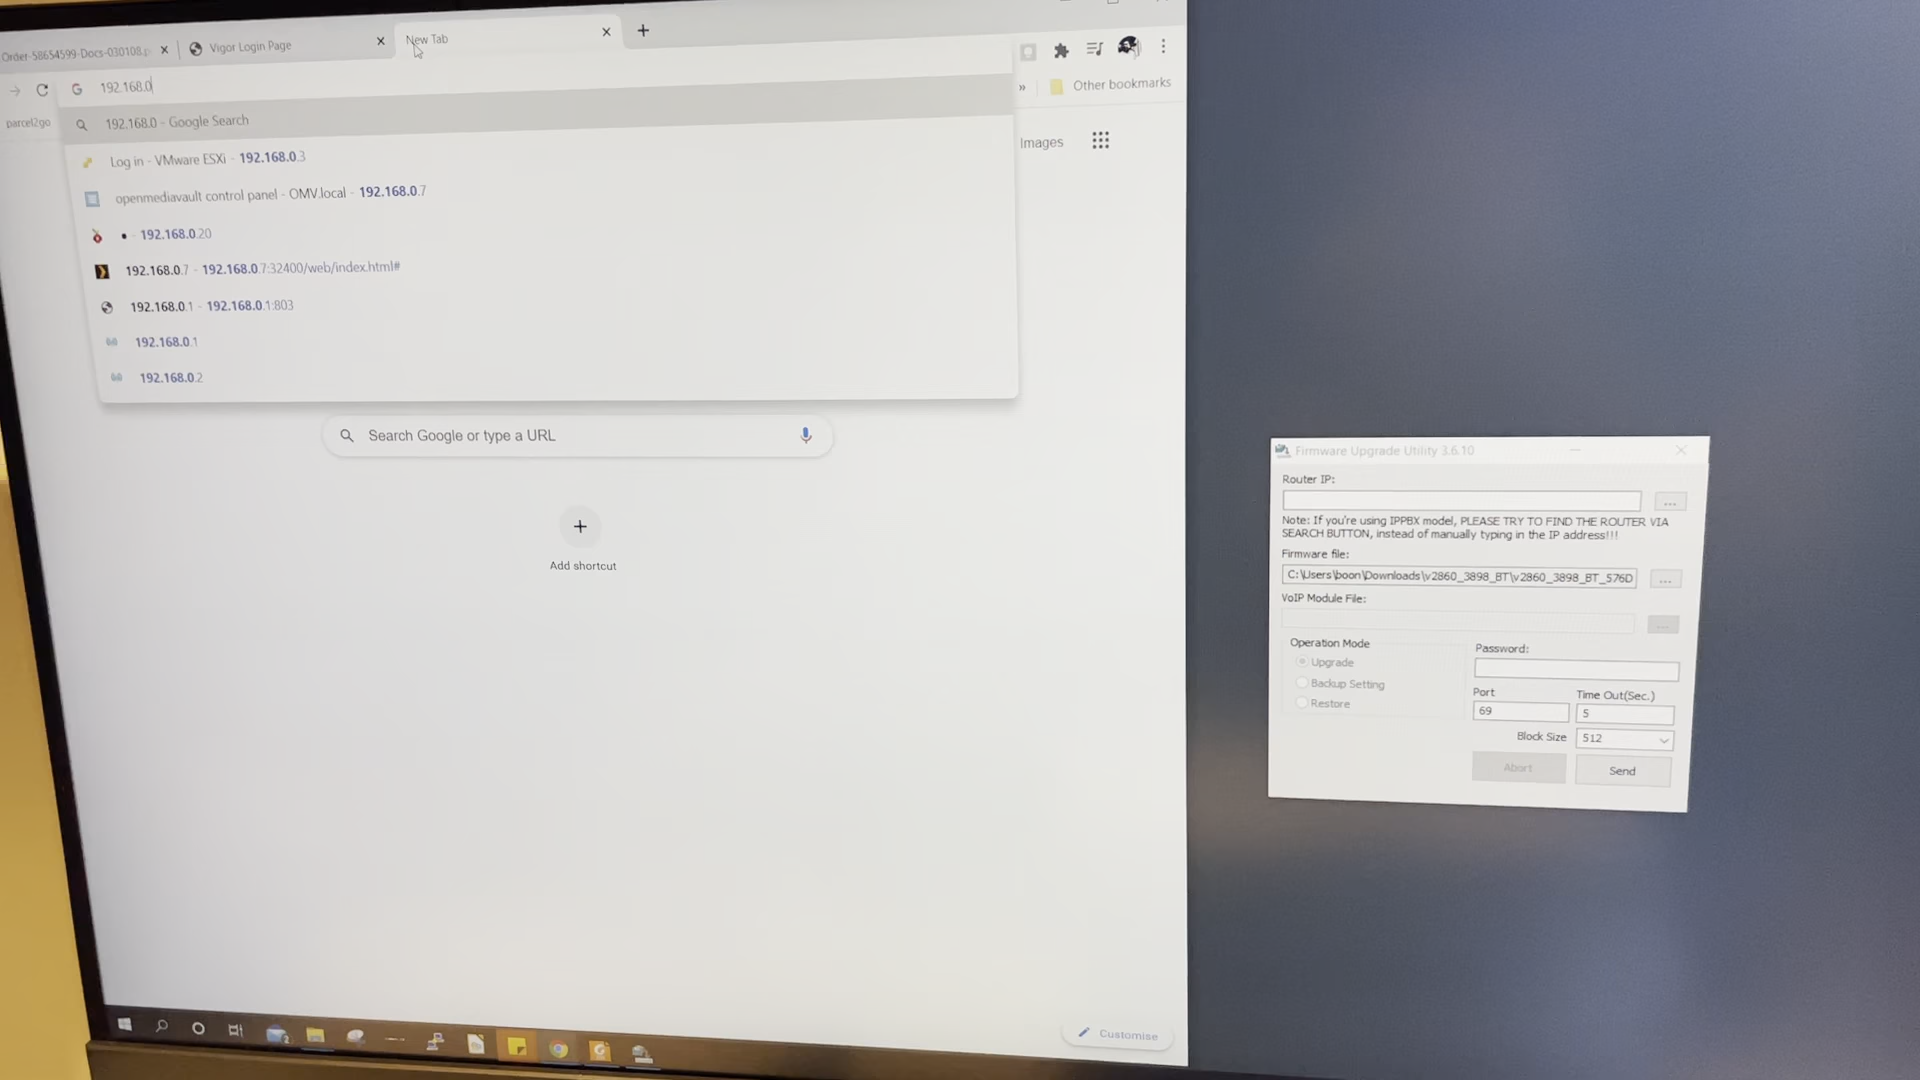 Order-58654599-Docs-030108.p
Vigor Login Page
New Tab
192.168.0
Other bookmarks
parcel2go
192.168.0 - Google Search
Log in - VMware ESXi - 192.168.0.3
openmediavault control panel - OMV.local - 192.168.0.7
• - 192.168.0.20
192.168.0.7 - 192.168.0.7:32400/web/index.html#
192.168.0.1 - 192.168.0.1:803
192.168.0.1
192.168.0.2
Images
Search Google or type a URL
Add shortcut
Customise
Firmware Upgrade Utility 3.6.10
Router IP:
...
Note: If you're using IPPBX model, PLEASE TRY TO FIND THE ROUTER VIA
SEARCH BUTTON, instead of manually typing in the IP address!!!
Firmware file:
C:\Users\boon\Downloads\v2860_3898_BT\v2860_3898_BT_576D
...
VoIP Module File:
...
Operation Mode
Upgrade
Backup Setting
Restore
Password:
Port
Time Out(Sec.)
69
5
Block Size
512
Abort
Send